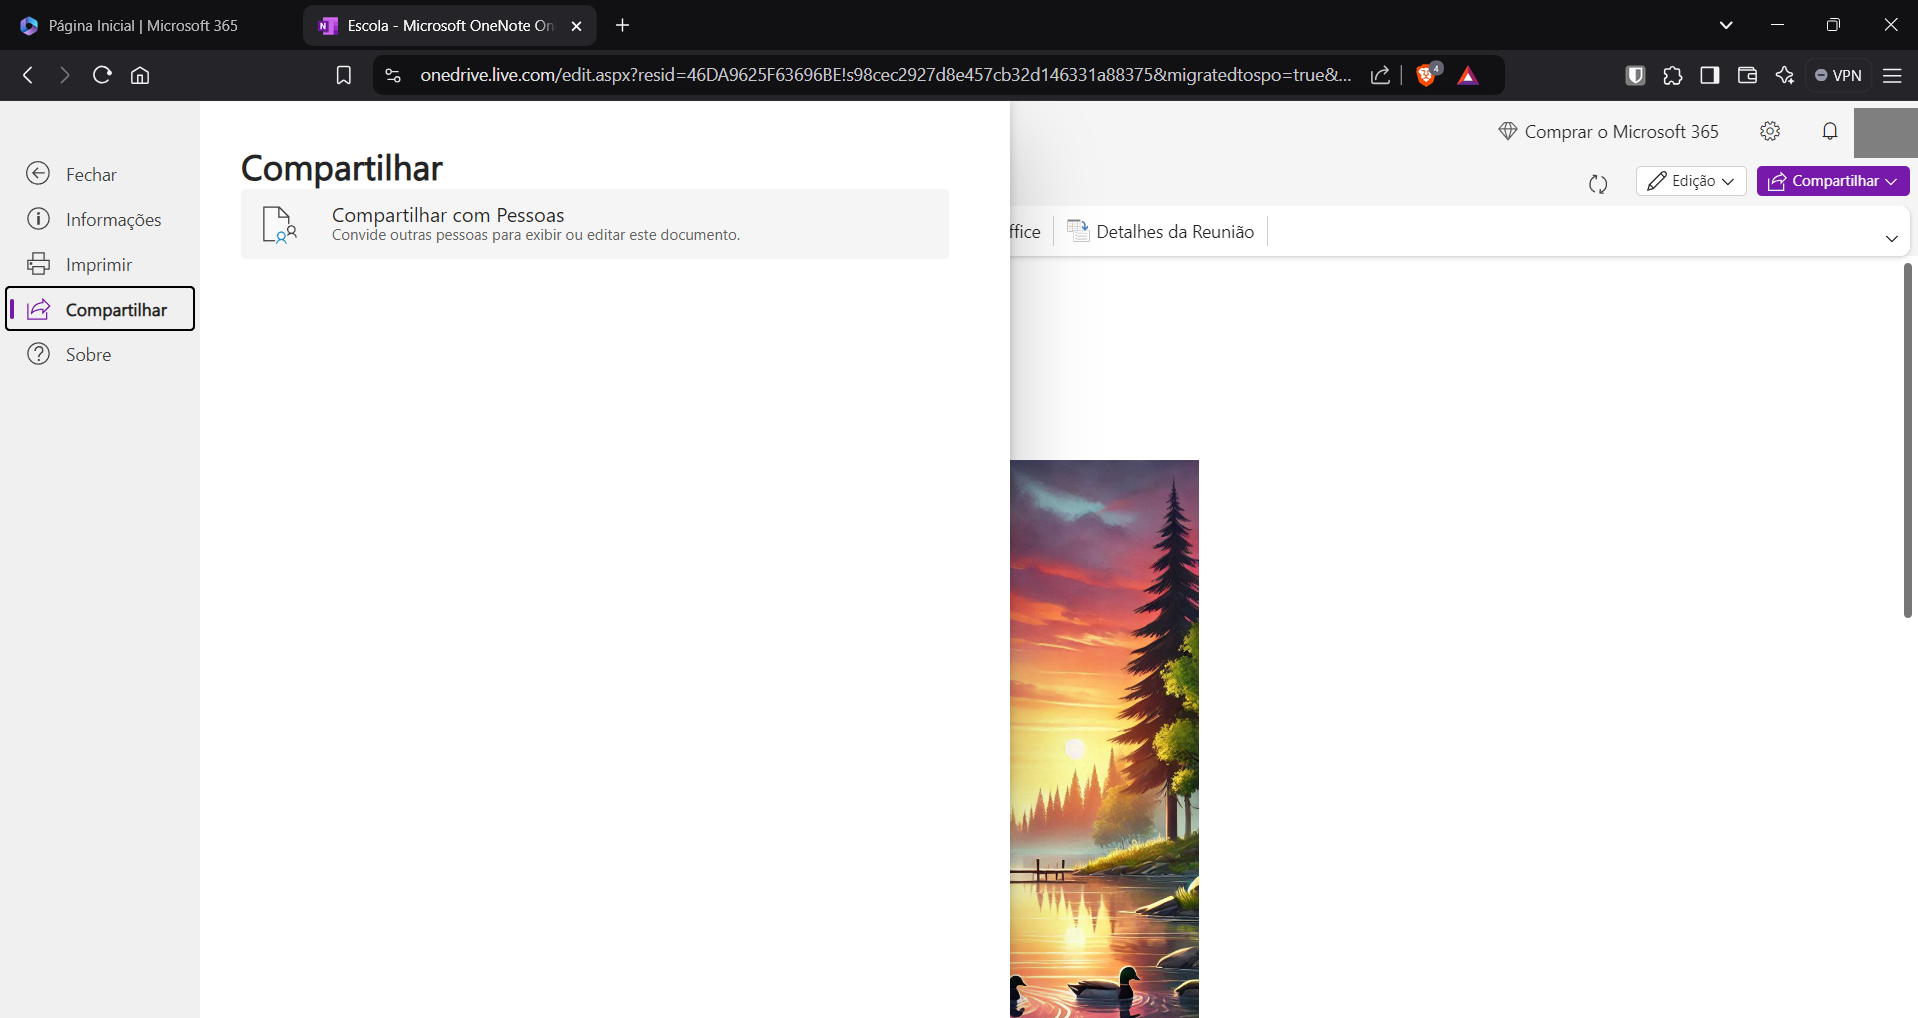 Página Inicial | Microsoft 365
Escola - Microsoft OneNote On
onedrive.live.com/edit.aspx?resid=46DA9625F63696BE!s98cec2927d8e457cb32d146331a88375&migratedtospo=true&...
4
VPN
Comprar o Microsoft 365
Edição
Compartilhar
ffice
Detalhes da Reunião
Fechar
Informações
Imprimir
Compartilhar
Sobre
Compartilhar
Compartilhar com Pessoas
Convide outras pessoas para exibir ou editar este documento.